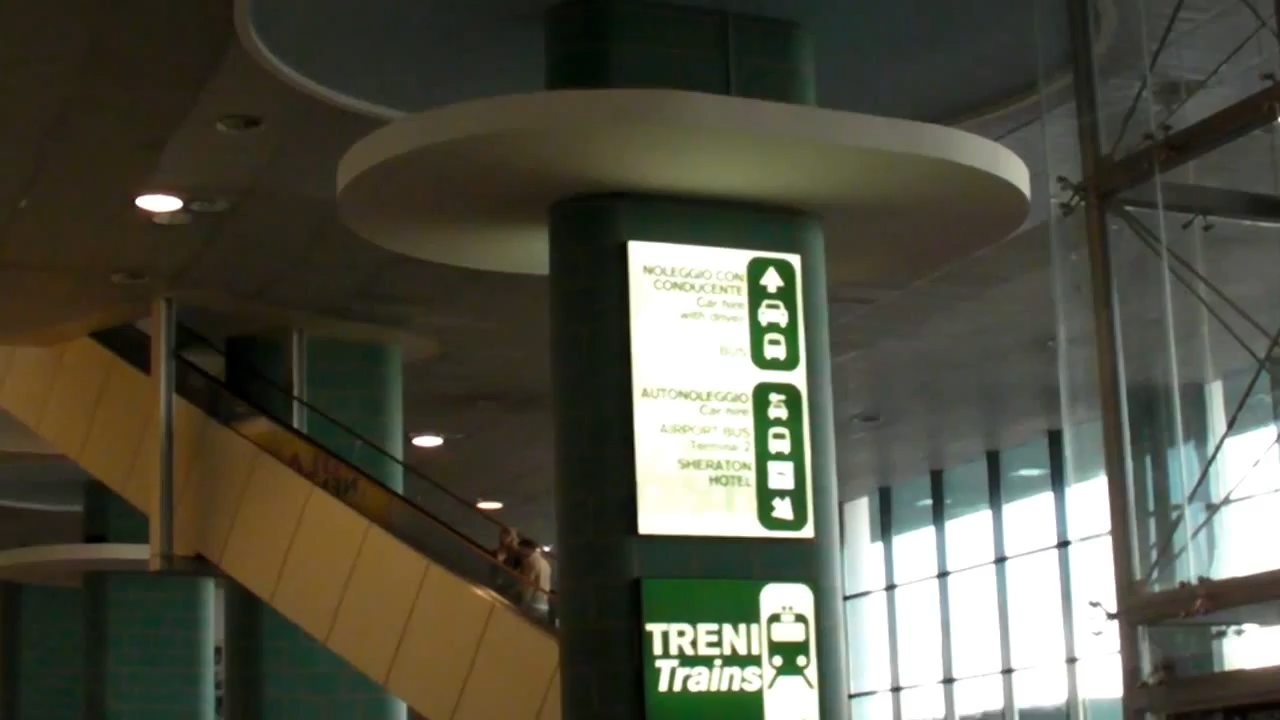 NOLEGGIO CON
CONDUCENTE
Car hire
with driver
BUS
AUTONOLEGGIO
Car hire
AIRPORT BUS
Terminal 2
SHERATON
HOTEL
TRENI
Trains